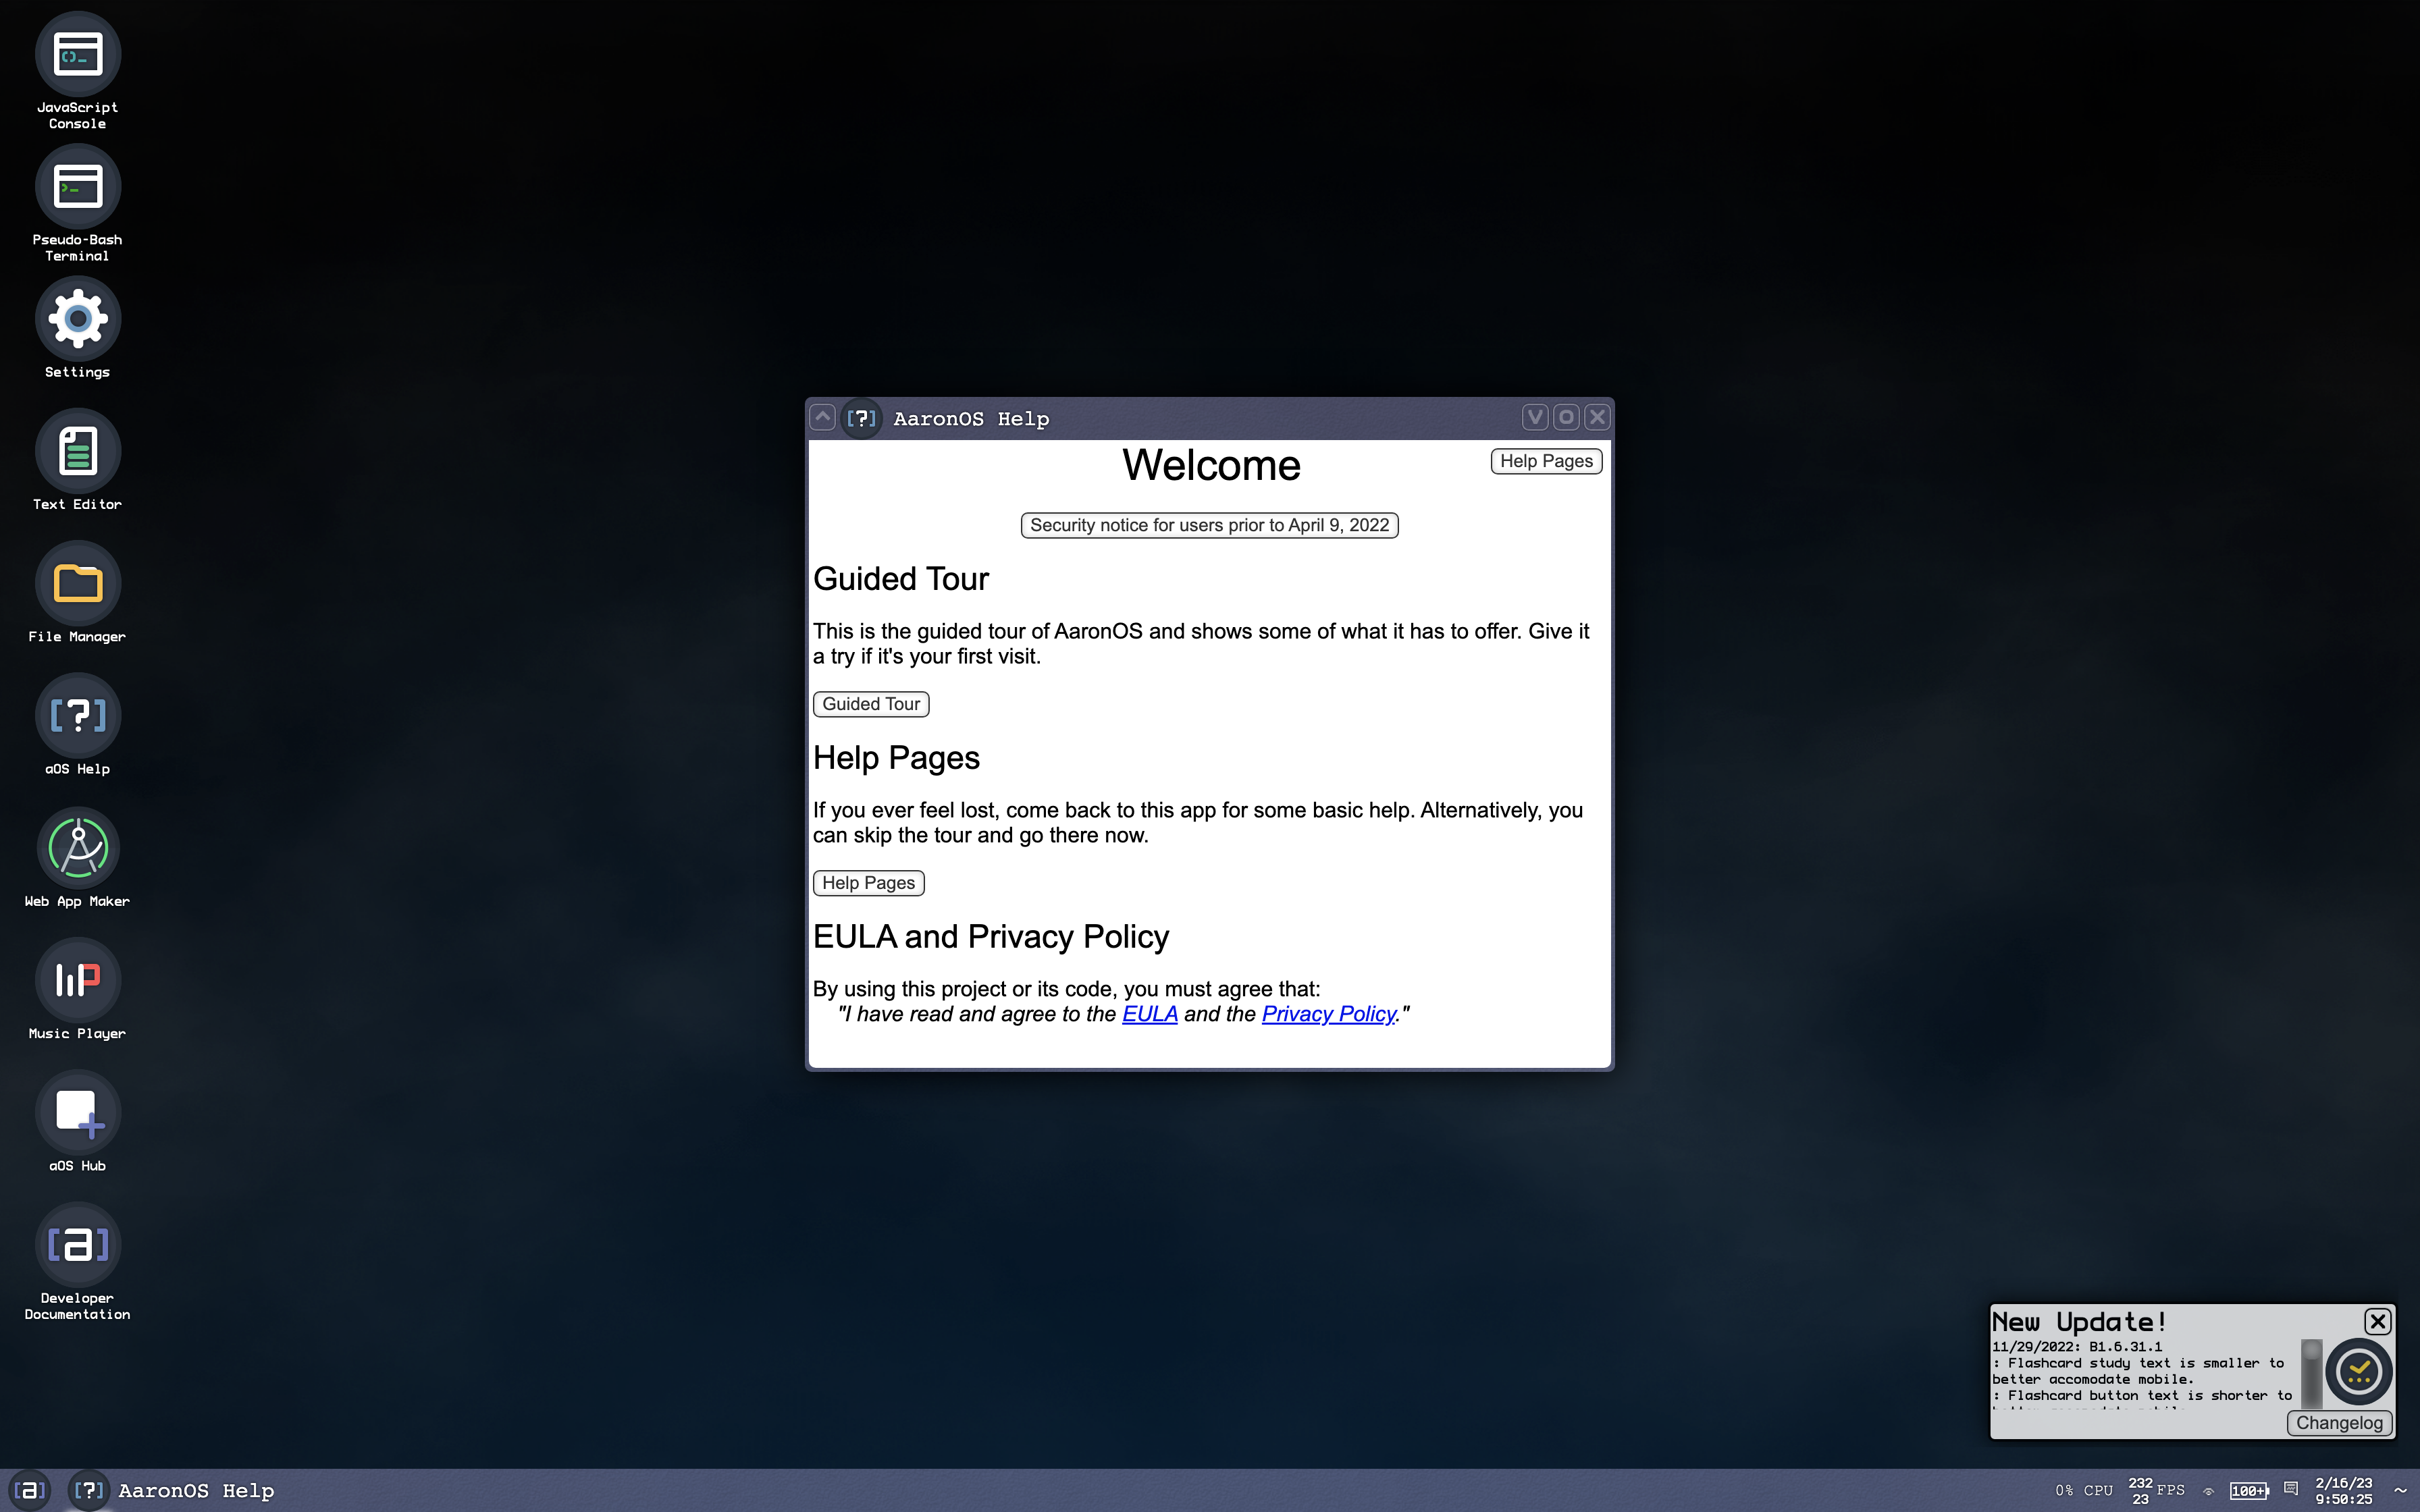 JavaScript
Console
Pseudo-Bash
Terminal
Settings
Text Editor
File Manager
[?]
aOS Help
Web App Maker
Music Player
aOS Hub
[a]
Developer
Documentation
[?] AaronOS Help
V O X
Welcome
Help Pages
Security notice for users prior to April 9, 2022
Guided Tour
This is the guided tour of AaronOS and shows some of what it has to offer. Give it
a try if it's your first visit.
Guided Tour
Help Pages
If you ever feel lost, come back to this app for some basic help. Alternatively, you
can skip the tour and go there now.
Help Pages
EULA and Privacy Policy
By using this project or its code, you must agree that:
"I have read and agree to the EULA and the Privacy Policy."
New Update!
11/29/2022: B1.6.31.1
: Flashcard study text is smaller to
better accomodate mobile.
: Flashcard button text is shorter to
Changelog
[a] [?] AaronOS Help
0% CPU
232
23
FPS
100+
2/16/23
9:50:25
~